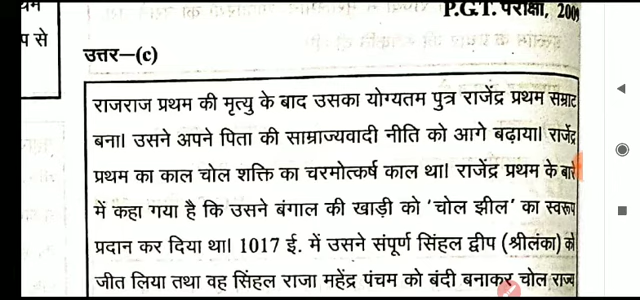 P.G.T. परीक्षा, 2009
प से
उत्तर—(c)
राजराज प्रथम की मृत्यु के बाद उसका योग्यतम पुत्र राजेंद्र प्रथम सम्राट
बना। उसने अपने पिता की साम्राज्यवादी नीति को आगे बढ़ाया। राजेंद्र
प्रथम का काल चोल शक्ति का चरमोत्कर्ष काल था। राजेंद्र प्रथम के बारे
में कहा गया है कि उसने बंगाल की खाड़ी को 'चोल झील' का स्वरूप
प्रदान कर दिया था। 1017 ई. में उसने संपूर्ण सिंहल द्वीप (श्रीलंका) को
जीत लिया तथा वह सिंहल राजा महेंद्र पंचम को बंदी बनाकर चोल राज्य